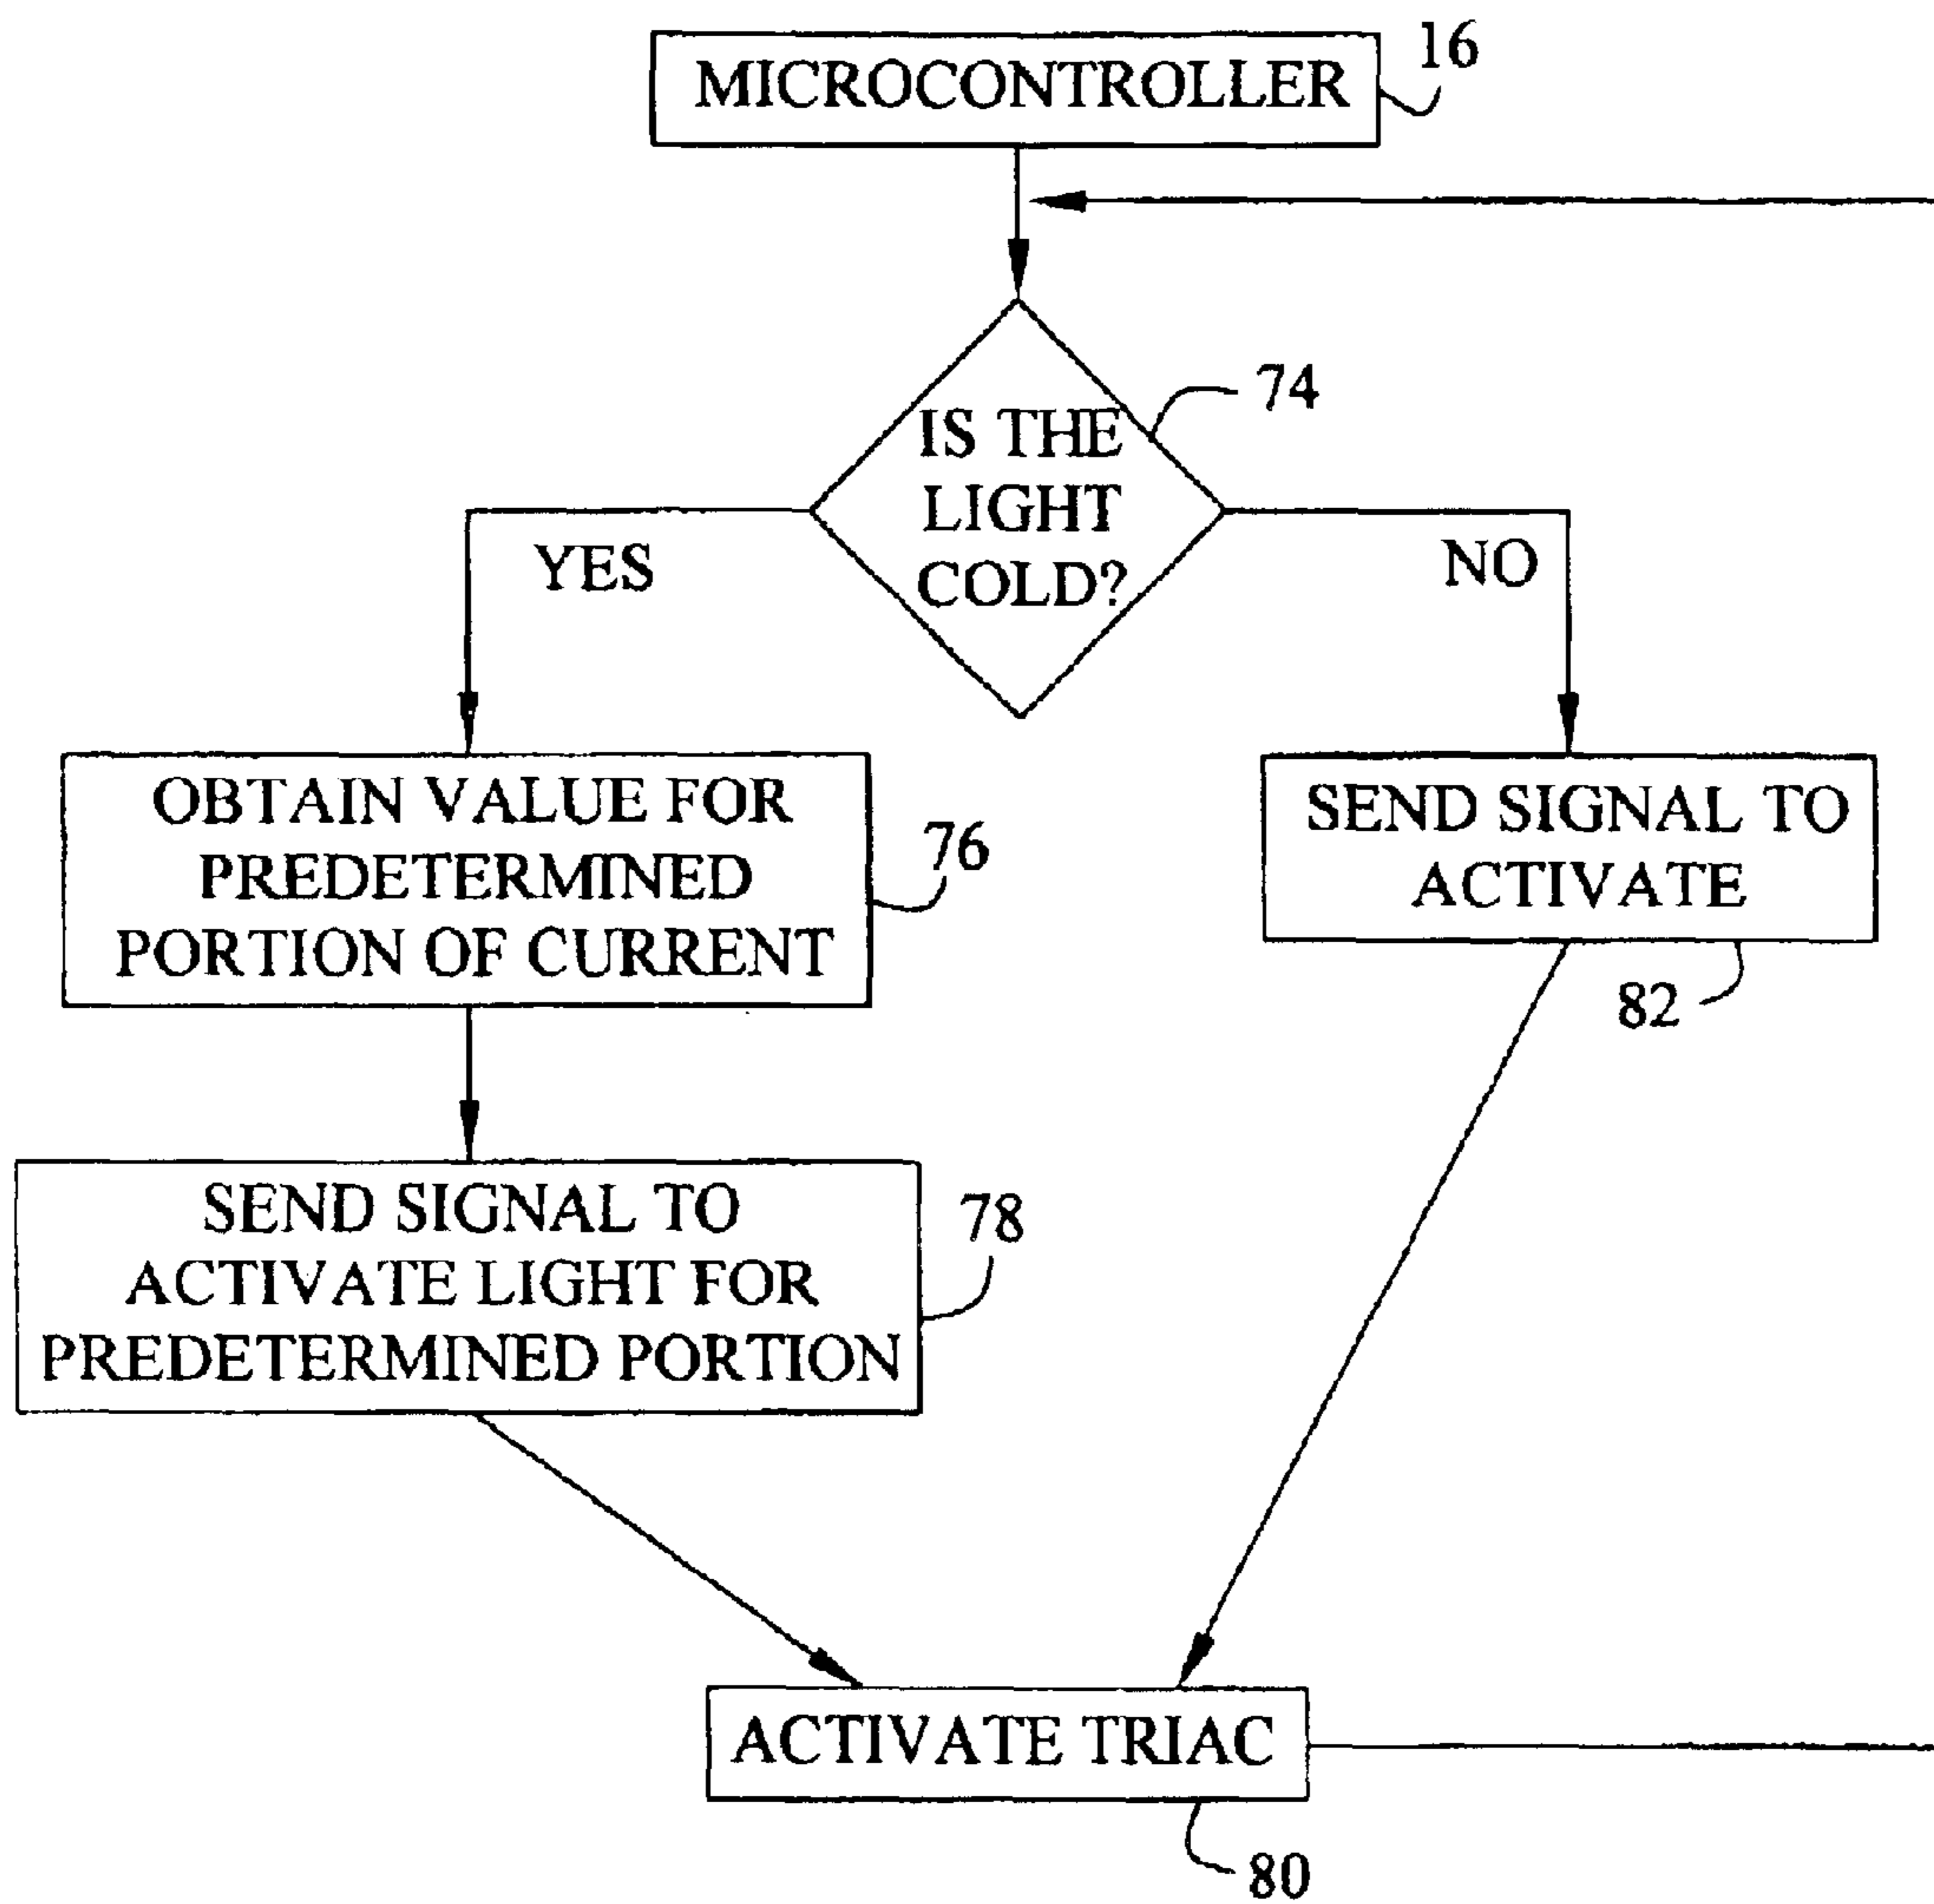 MICROCONTROLLER
16
IS THE
LIGHT
COLD?
74
YES
NO
OBTAIN VALUE FOR
PREDETERMINED
PORTION OF CURRENT
76
SEND SIGNAL TO
ACTIVATE
82
SEND SIGNAL TO
ACTIVATE LIGHT FOR
PREDETERMINED PORTION
78
ACTIVATE TRIAC
80